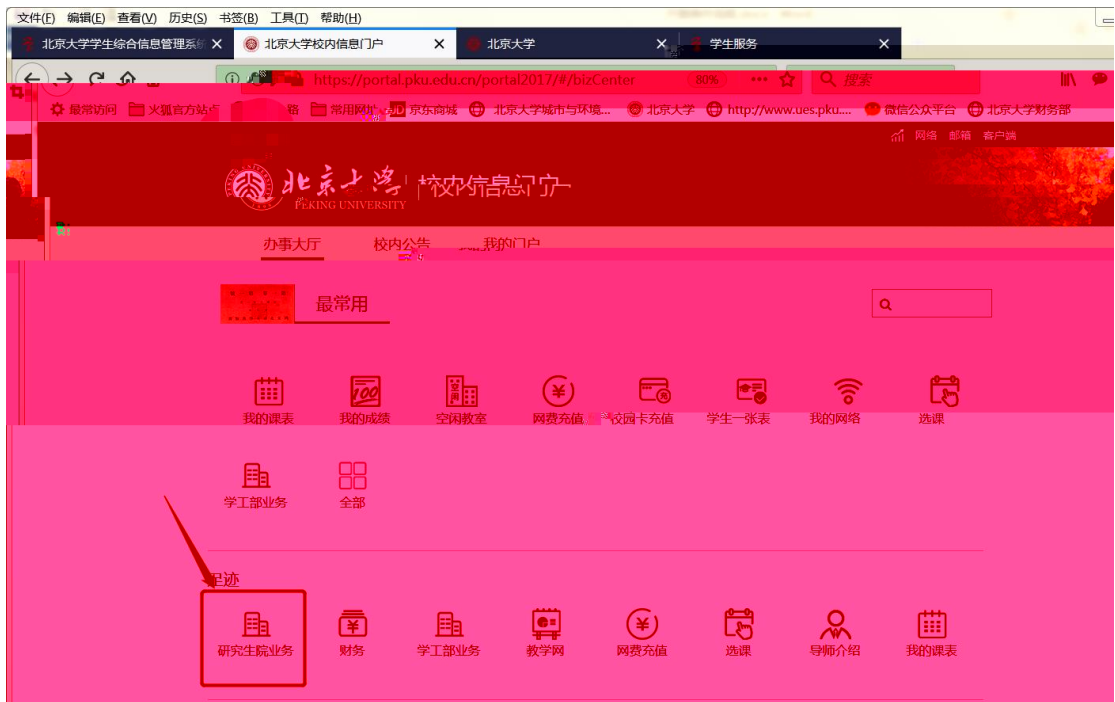 文件(F) 编辑(E) 查看(V) 历史(S) 书签(B) 工具(T) 帮助(H)
北京大学学生综合信息管理系统 北京大学校内信息门户 北京大学 学生服务
https://portal.pku.edu.cn/portal2017/#/bizCenter 80% 搜索
最常访问 火狐官方站点 常用网址 JD 京东商城 北京大学城市与环境... 北京大学 http://www.ues.pku.... 微信公众平台 北京大学财务部
网络 邮箱 客户端
北京大学 校内信息门户
PEKING UNIVERSITY
办事大厅 校内公告 我的门户
最常用
我的课表 我的成绩 空闲教室 网费充值 校园卡充值 学生一张表 我的网络 选课
学工部业务 全部
足迹
研究生院业务 财务 学工部业务 教学网 网费充值 选课 导师介绍 我的课表